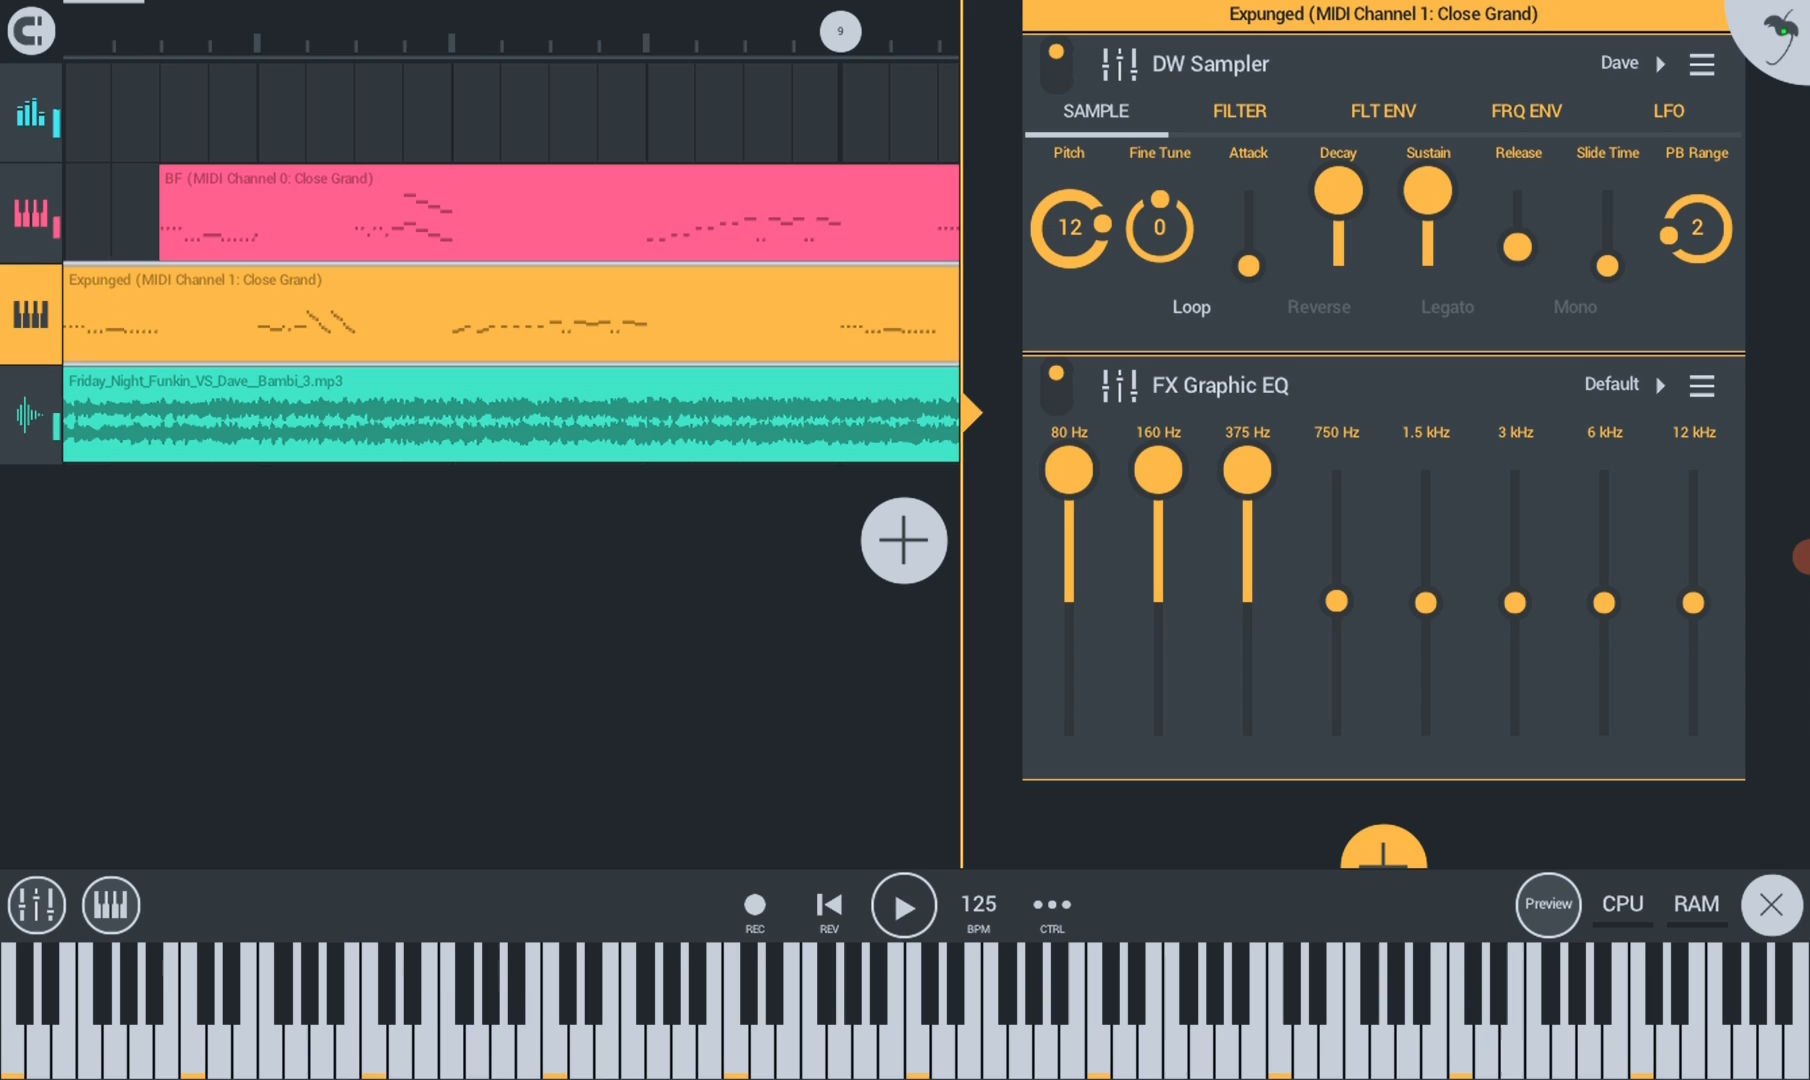 9
Expunged (MIDI Channel 1: Close Grand)
DW Sampler
Dave
SAMPLE FILTER FLT ENV FRQ ENV LFO
Pitch Fine Tune Attack Decay Sustain Release Slide Time PB Range
12 0 2
Loop Reverse Legato Mono
BF (MIDI Channel 0: Close Grand)
Expunged (MIDI Channel 1: Close Grand)
Friday_Night_Funkin_VS_Dave__Bambi_3.mp3
FX Graphic EQ
Default
80 Hz 160 Hz 375 Hz 750 Hz 1.5 kHz 3 kHz 6 kHz 12 kHz
125
REC REV BPM CTRL
Preview CPU RAM